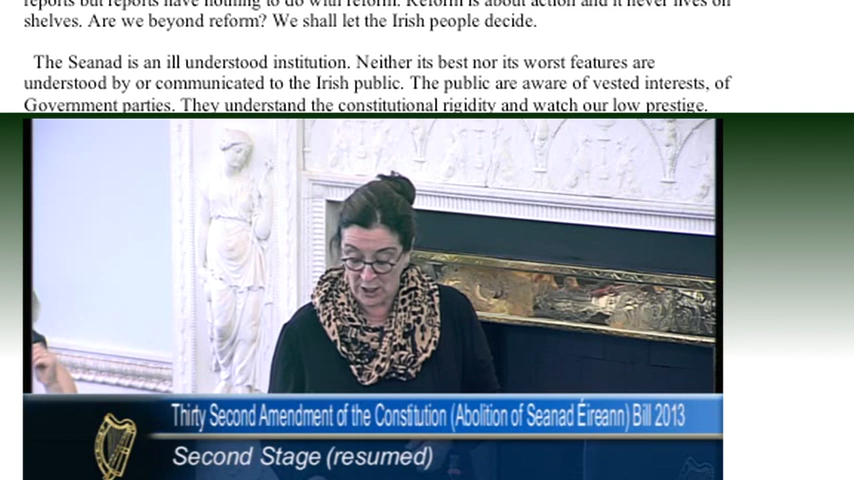 reports but reports have nothing to do with reform. Reform is about action and it never lives on
shelves. Are we beyond reform? We shall let the Irish people decide.
The Seanad is an ill understood institution. Neither its best nor its worst features are
understood by or communicated to the Irish public. The public are aware of vested interests, of
Government parties. They understand the constitutional rigidity and watch our low prestige.
Thirty Second Amendment of the Constitution (Abolition of Seanad Éireann) Bill 2013
Second Stage (resumed)